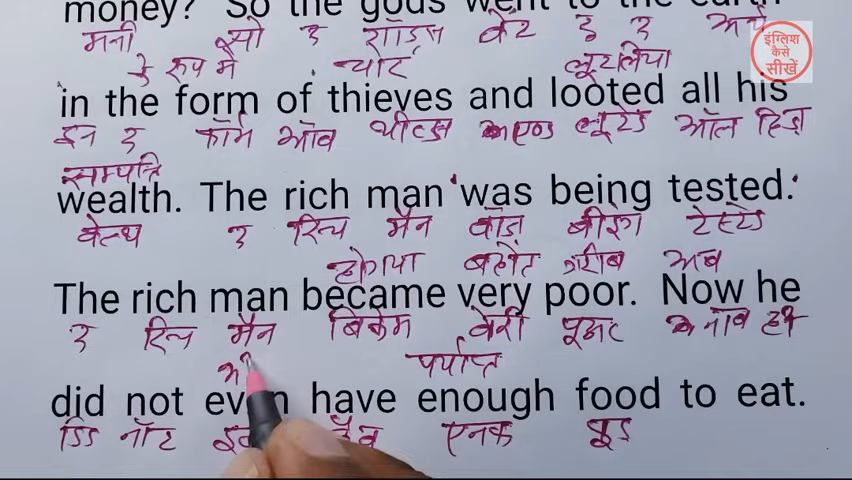 money? So the gods went to the earth
मनी सो द गॉड्स वेंट टू द अर्थ
इंग्लिश कैसे सीखें
के रूप में चोर लूट लिया
in the form of thieves and looted all his
इन द फॉर्म ऑव थीव्स एण्ड लूटेड ऑल हिज
सम्पत्ति
wealth. The rich man was being tested.
वेल्थ द रिच मैन वॉज बीइंग टेस्टेड
होगया बहोत गरीब अब
The rich man became very poor. Now he
द रिच मैन बिकेम वेरी पूअर नाव ही
पर्याप्त
did not even have enough food to eat.
डिड नॉट हैव एनफ फूड